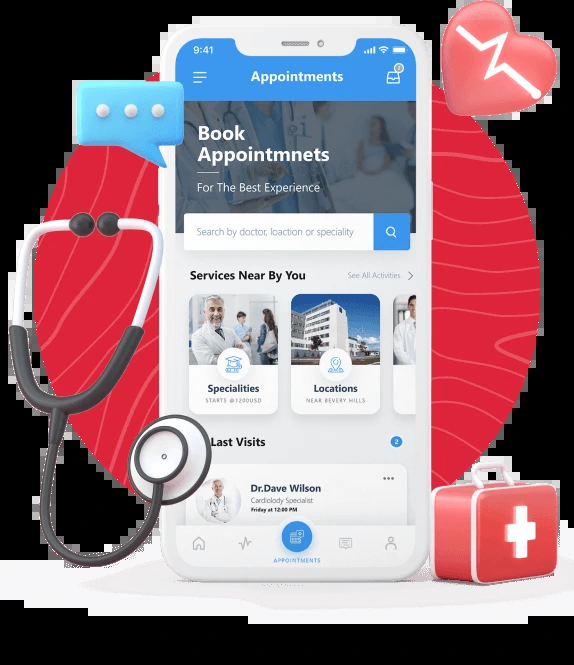 9:41
Appointments
Book
Appointmnets
For The Best Experience
Search by doctor, loaction or speciality
Services Near By You
See All Activities
Specialities
STARTS @1200USD
Locations
NEAR BEVERY HILLS
Last Visits
2
Dr.Dave Wilson
Cardiolody Specialist
Friday at 12:00 PM
APPOINTMENTS